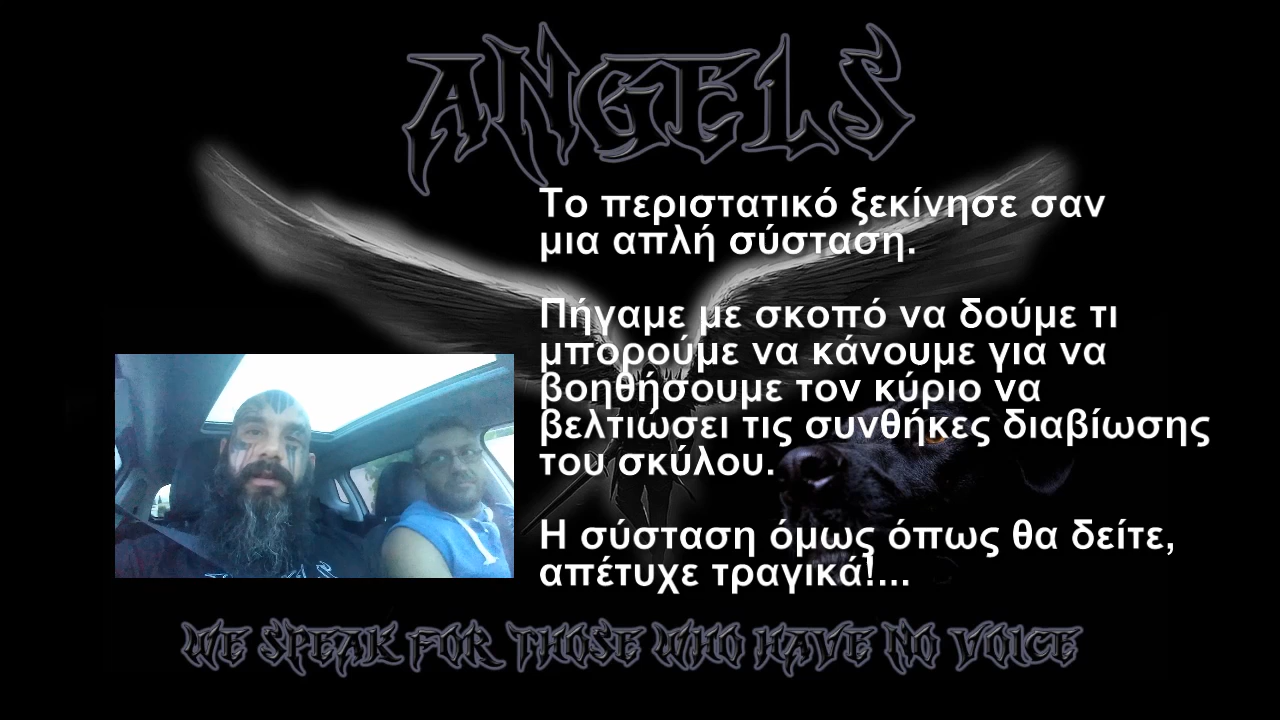 ANGELS
Το περιστατικό ξεκίνησε σαν
μια απλή σύσταση.
Πήγαμε με σκοπό να δούμε τι
μπορούμε να κάνουμε για να
βοηθήσουμε τον κύριο να
βελτιώσει τις συνθήκες διαβίωσης
του σκύλου.
Η σύσταση όμως όπως θα δείτε,
απέτυχε τραγικά!...
WE SPEAK FOR THOSE WHO HAVE NO VOICE